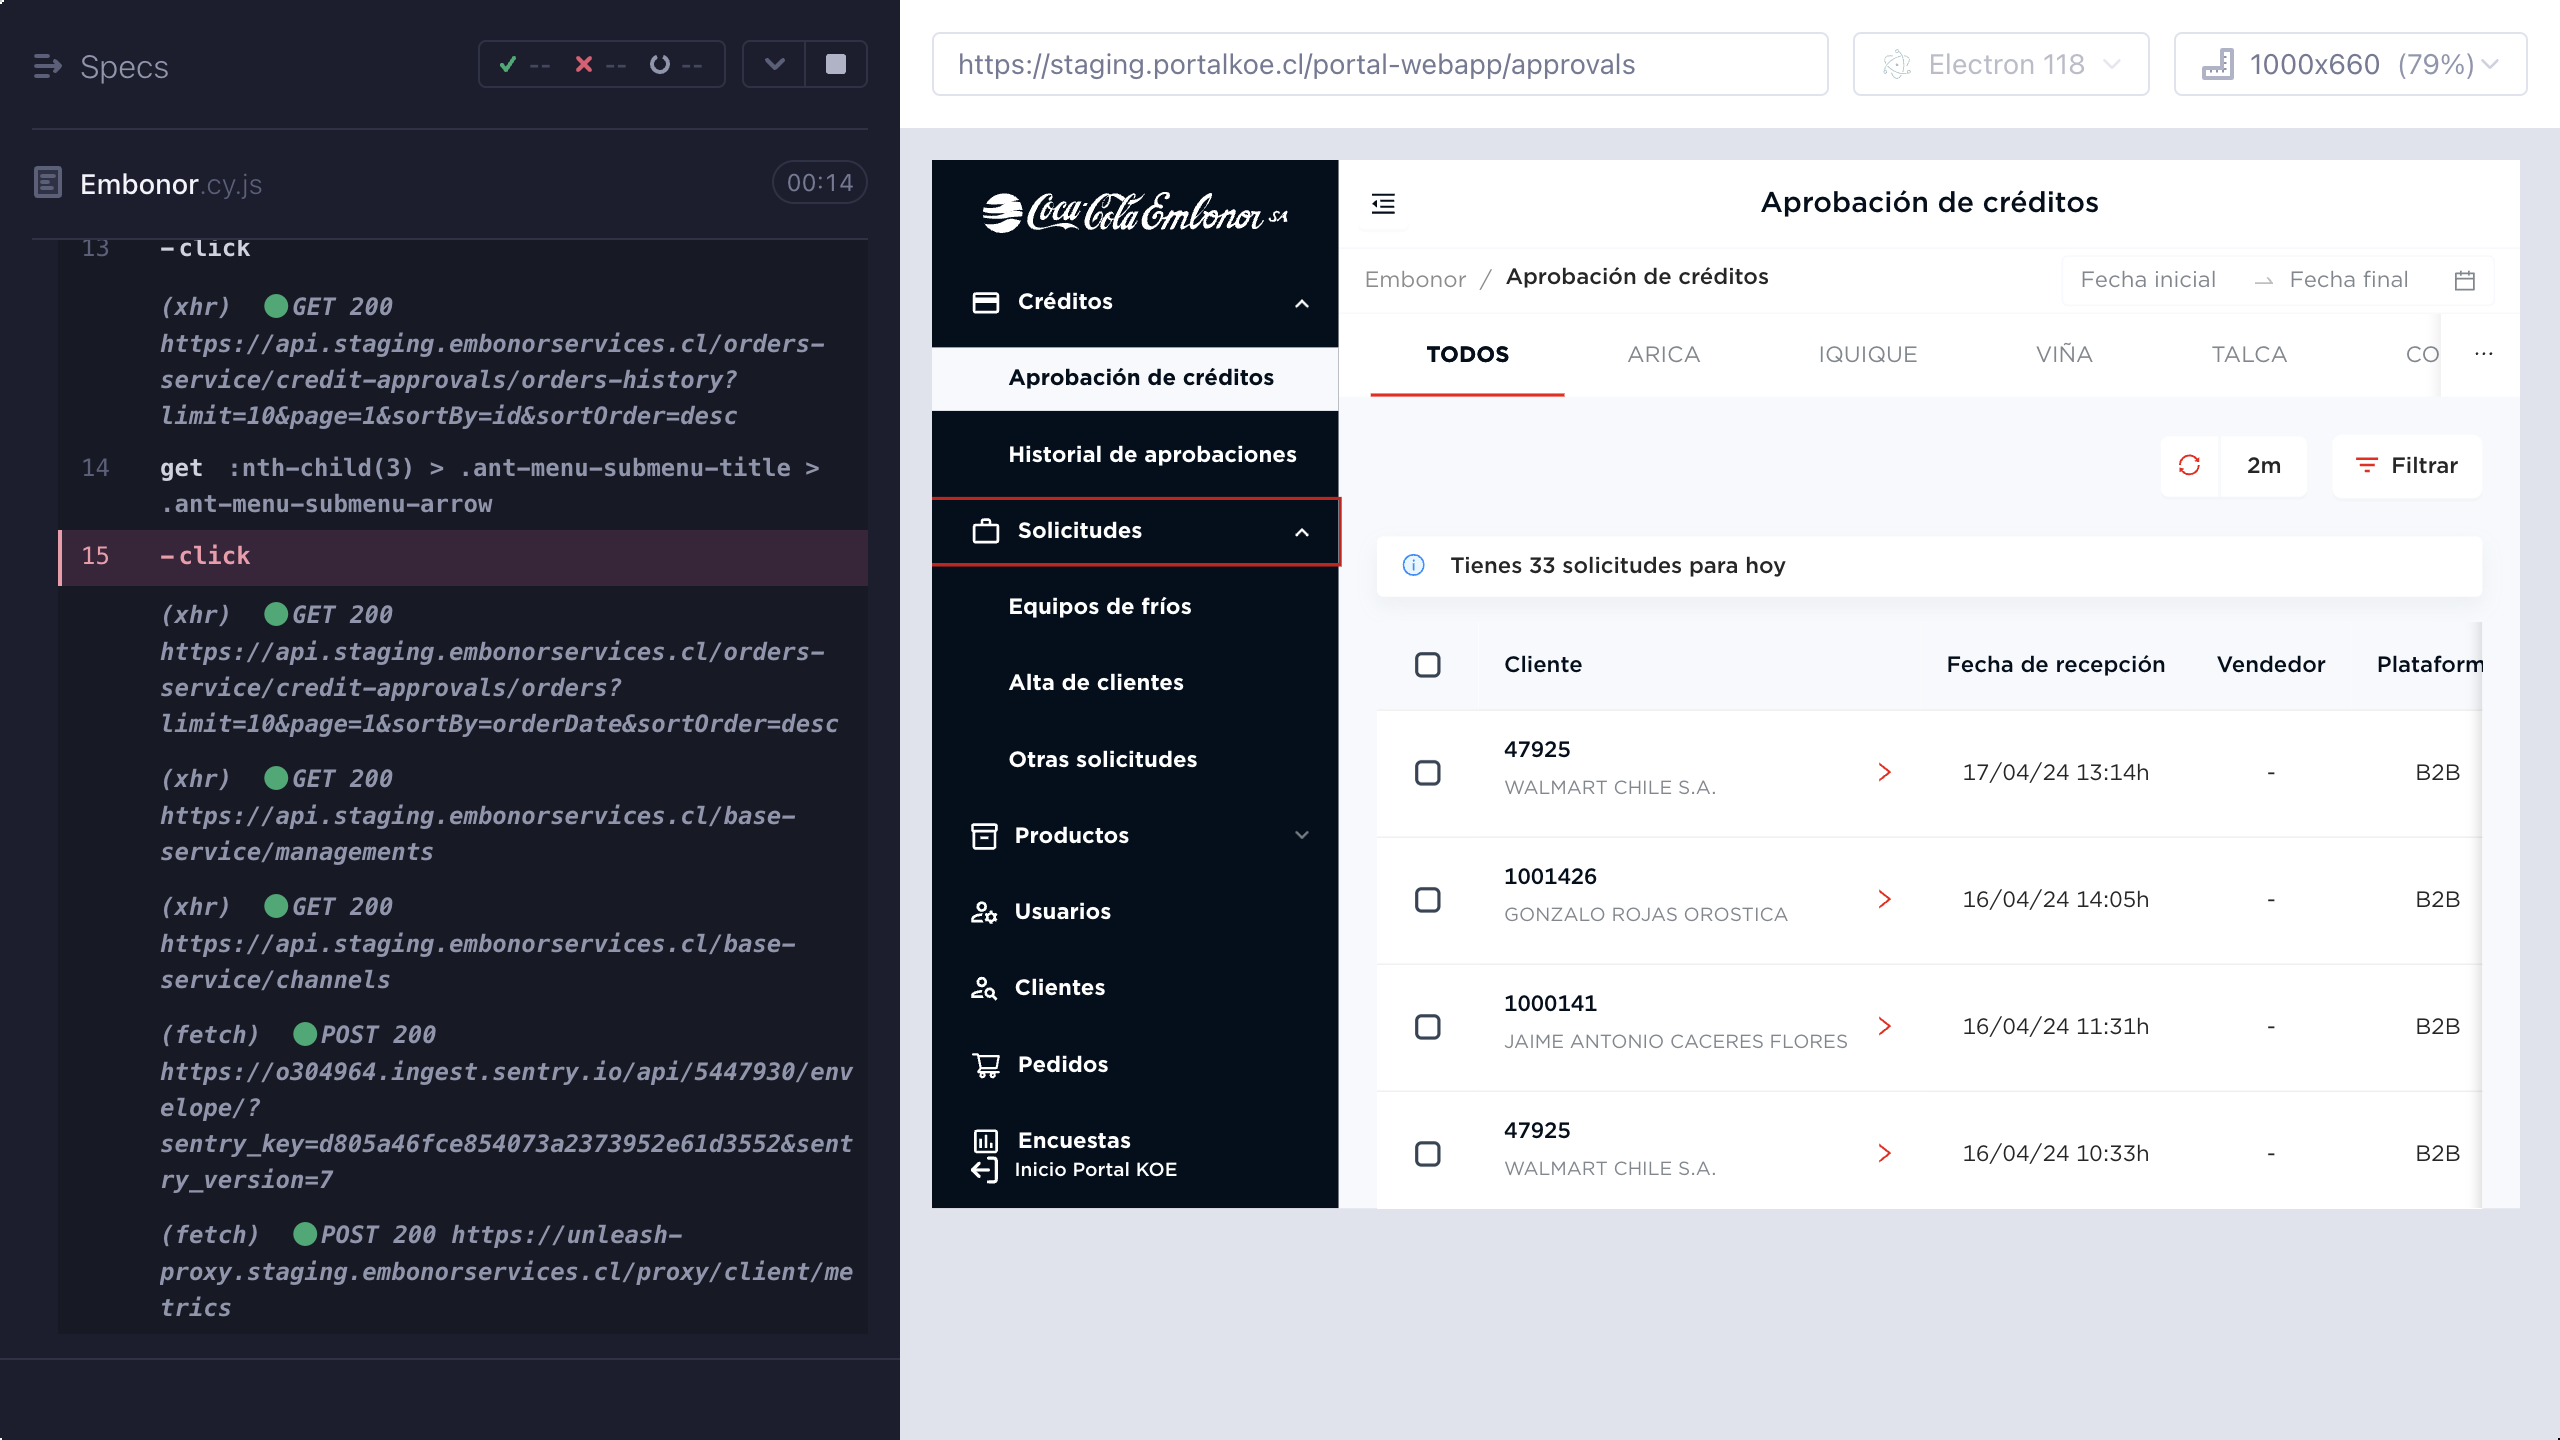 Specs
-- -- --
Embonor.cy.js
00:14
13 -click
(xhr) GET 200
https://api.staging.embonorservices.cl/orders-
service/credit-approvals/orders-history?
limit=10&page=1&sortBy=id&sortOrder=desc
14 get :nth-child(3) > .ant-menu-submenu-title >
.ant-menu-submenu-arrow
15 -click
(xhr) GET 200
https://api.staging.embonorservices.cl/orders-
service/credit-approvals/orders?
limit=10&page=1&sortBy=orderDate&sortOrder=desc
(xhr) GET 200
https://api.staging.embonorservices.cl/base-
service/managements
(xhr) GET 200
https://api.staging.embonorservices.cl/base-
service/channels
(fetch) POST 200
https://o304964.ingest.sentry.io/api/5447930/env
elope/?
sentry_key=d805a46fce854073a2373952e61d3552&sent
ry_version=7
(fetch) POST 200 https://unleash-
proxy.staging.embonorservices.cl/proxy/client/me
trics
https://staging.portalkoe.cl/portal-webapp/approvals
Electron 118
1000x660 (79%)
Coca-Cola Embonor SA
Créditos
Aprobación de créditos
Historial de aprobaciones
Solicitudes
Equipos de fríos
Alta de clientes
Otras solicitudes
Productos
Usuarios
Clientes
Pedidos
Encuestas
Inicio Portal KOE
Aprobación de créditos
Embonor / Aprobación de créditos
Fecha inicial → Fecha final
TODOS ARICA IQUIQUE VIÑA TALCA CO ...
2m
Filtrar
Tienes 33 solicitudes para hoy
Cliente Fecha de recepción Vendedor Plataform
47925
WALMART CHILE S.A.
17/04/24 13:14h - B2B
1001426
GONZALO ROJAS OROSTICA
16/04/24 14:05h - B2B
1000141
JAIME ANTONIO CACERES FLORES
16/04/24 11:31h - B2B
47925
WALMART CHILE S.A.
16/04/24 10:33h - B2B